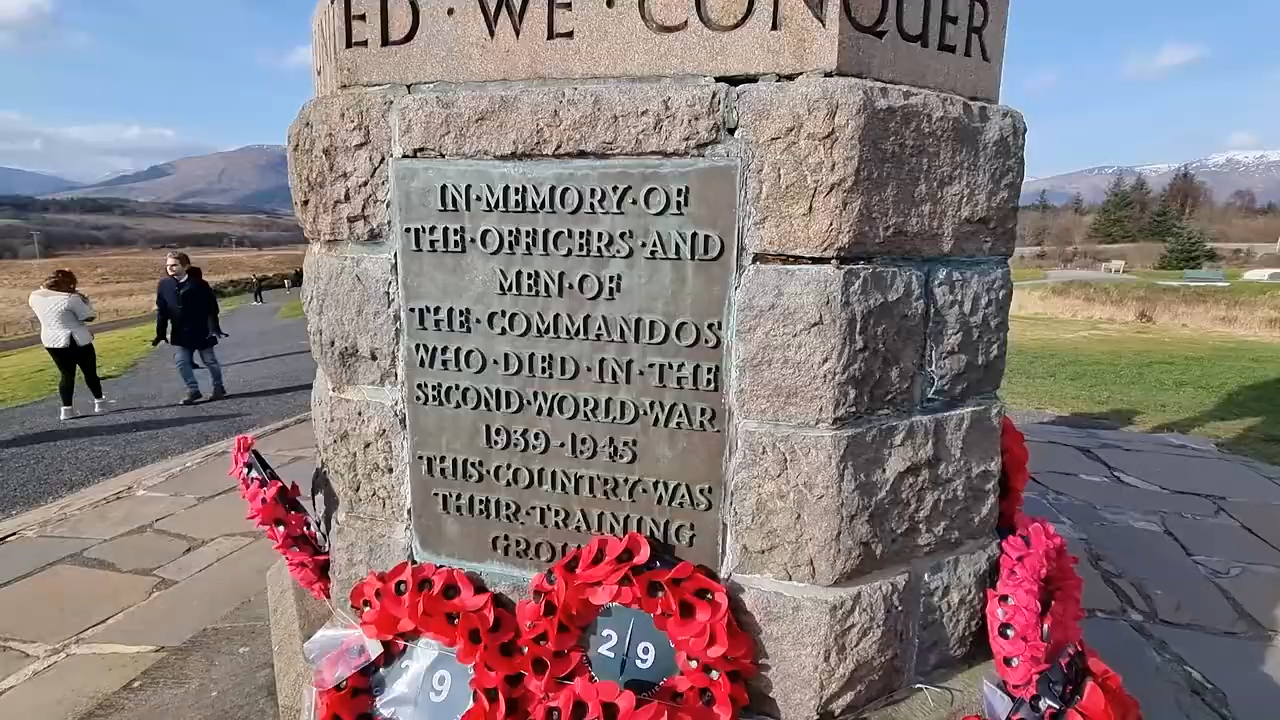 ED · WE · CONQUER
IN·MEMORY·OF
THE·OFFICERS·AND
MEN·OF
THE·COMMANDOS
WHO·DIED·IN·THE
SECOND·WORLD·WAR
1939-1945
THIS·COUNTRY·WAS
THEIR·TRAINING
29
9